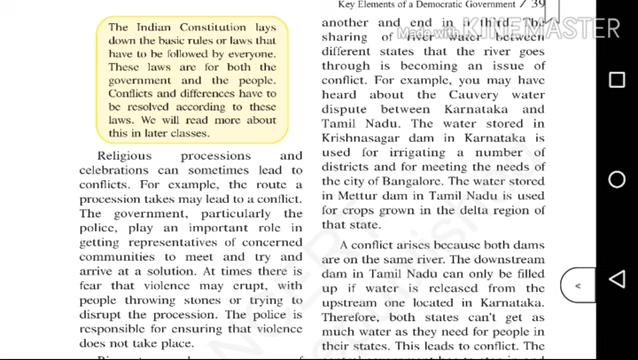 Key Elements of a Democratic Government / 39
The Indian Constitution lays
down the basic rules or laws that
have to be followed by everyone.
These laws are for both the
government and the people.
Conflicts and differences have to
be resolved according to these
laws. We will read more about
this in later classes.
Religious processions and
celebrations can sometimes lead to
conflicts. For example, the route a
procession takes may lead to a conflict.
The government, particularly the
police, play an important role in
getting representatives of concerned
communities to meet and try and
arrive at a solution. At times there is
fear that violence may erupt, with
people throwing stones or trying to
disrupt the procession. The police is
responsible for ensuring that violence
does not take place.
another and end in a third. The
sharing of river water between
different states that the river goes
through is becoming an issue of
conflict. For example, you may have
heard about the Cauvery water
dispute between Karnataka and
Tamil Nadu. The water stored in
Krishnasagar dam in Karnataka is
used for irrigating a number of
districts and for meeting the needs of
the city of Bangalore. The water stored
in Mettur dam in Tamil Nadu is used
for crops grown in the delta region of
that state.
A conflict arises because both dams
are on the same river. The downstream
dam in Tamil Nadu can only be filled
up if water is released from the
upstream one located in Karnataka.
Therefore, both states can't get as
much water as they need for people in
their states. This leads to conflict. The
Made with KINEMASTER